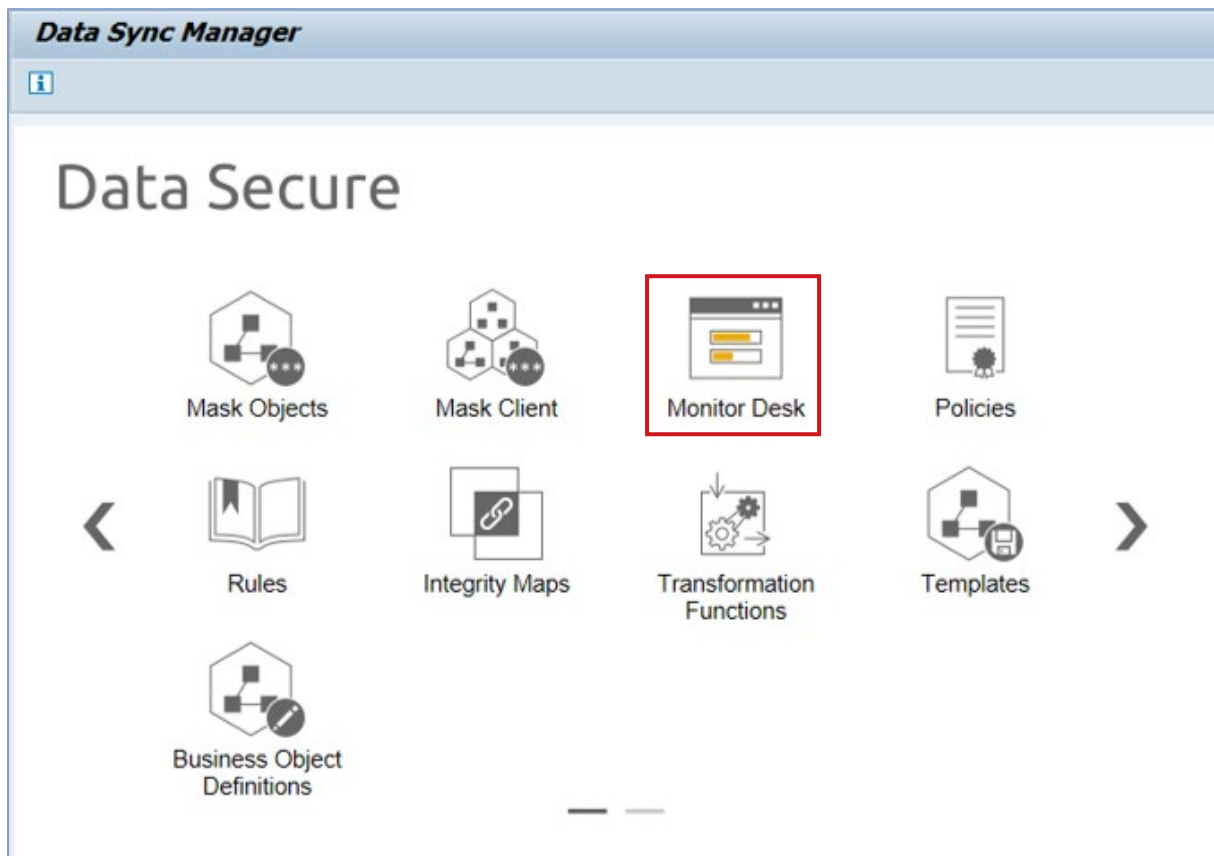 Data Sync Manager
Data Secure
Mask Objects
Mask Client
Monitor Desk
Policies
Rules
Integrity Maps
Transformation
Functions
Templates
Business Object
Definitions